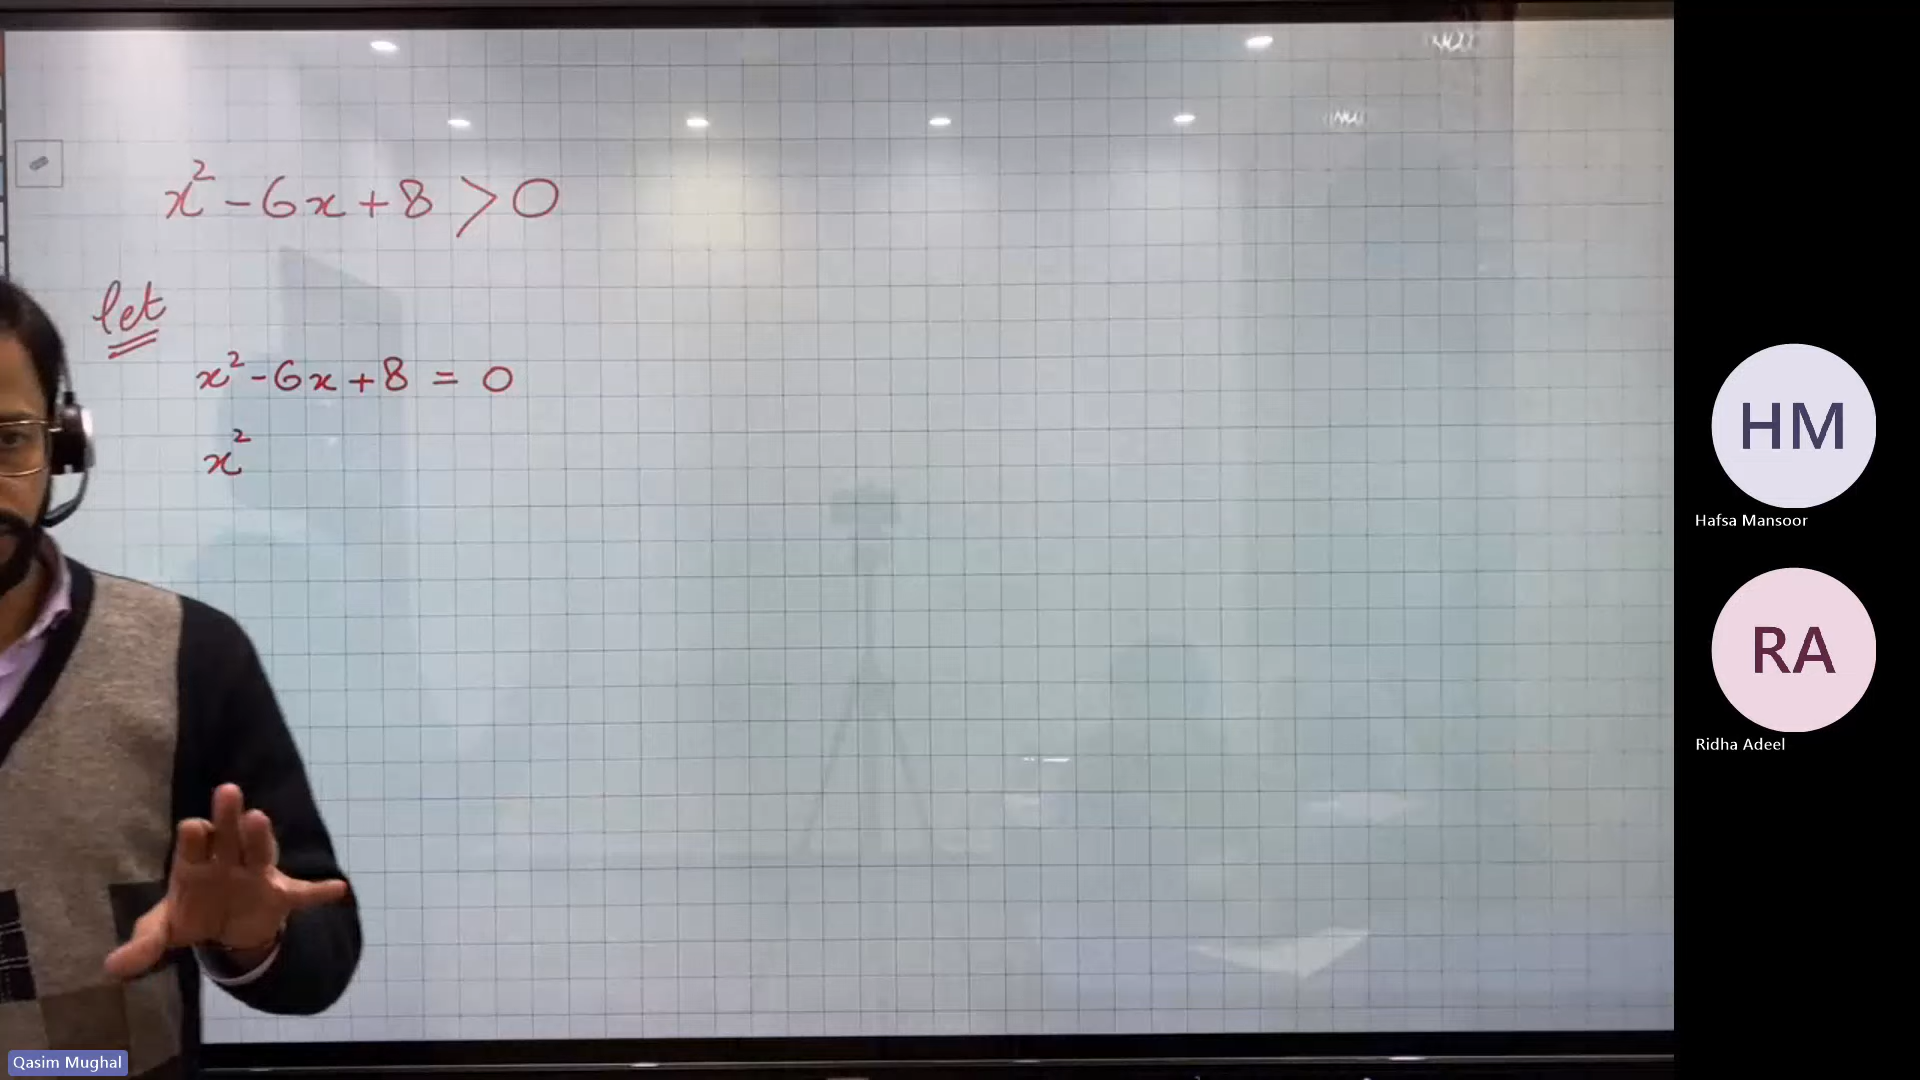 x² - 6x + 8 > 0
let
x² - 6x + 8 = 0
x²
HM
Hafsa Mansoor
RA
Ridha Adeel
Qasim Mughal